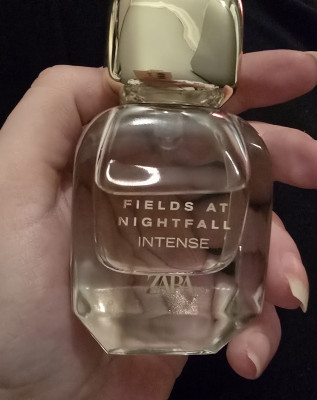 FIELDS AT
NIGHTFALL
INTENSE
ZARA